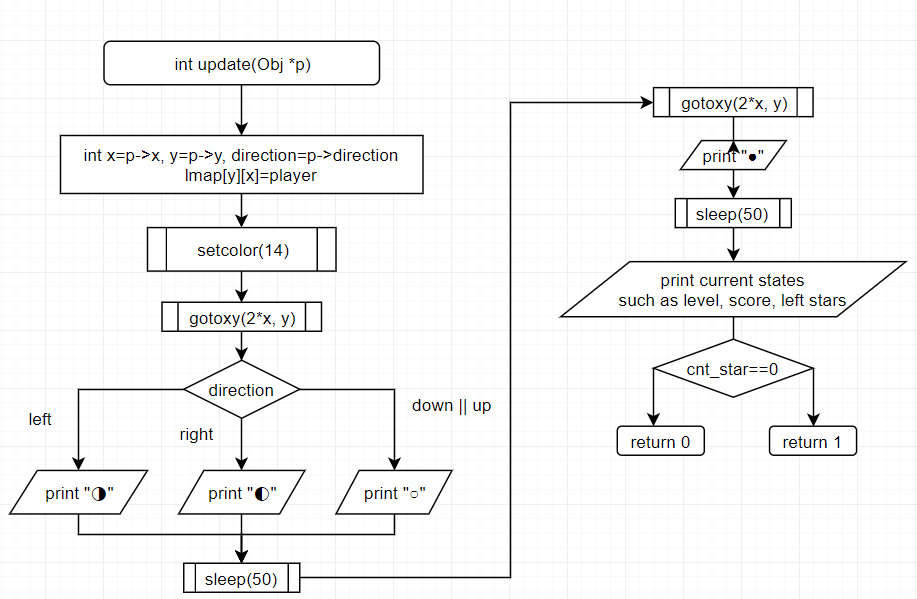 int update(Obj *p)
int x=p->x, y=p->y, direction=p->direction
lmap[y][x]=player
setcolor(14)
gotoxy(2*x, y)
direction
left
right
down || up
print "◑"
print "◐"
print "○"
sleep(50)
gotoxy(2*x, y)
print "●"
sleep(50)
print current states
such as level, score, left stars
cnt_star==0
return 0
return 1